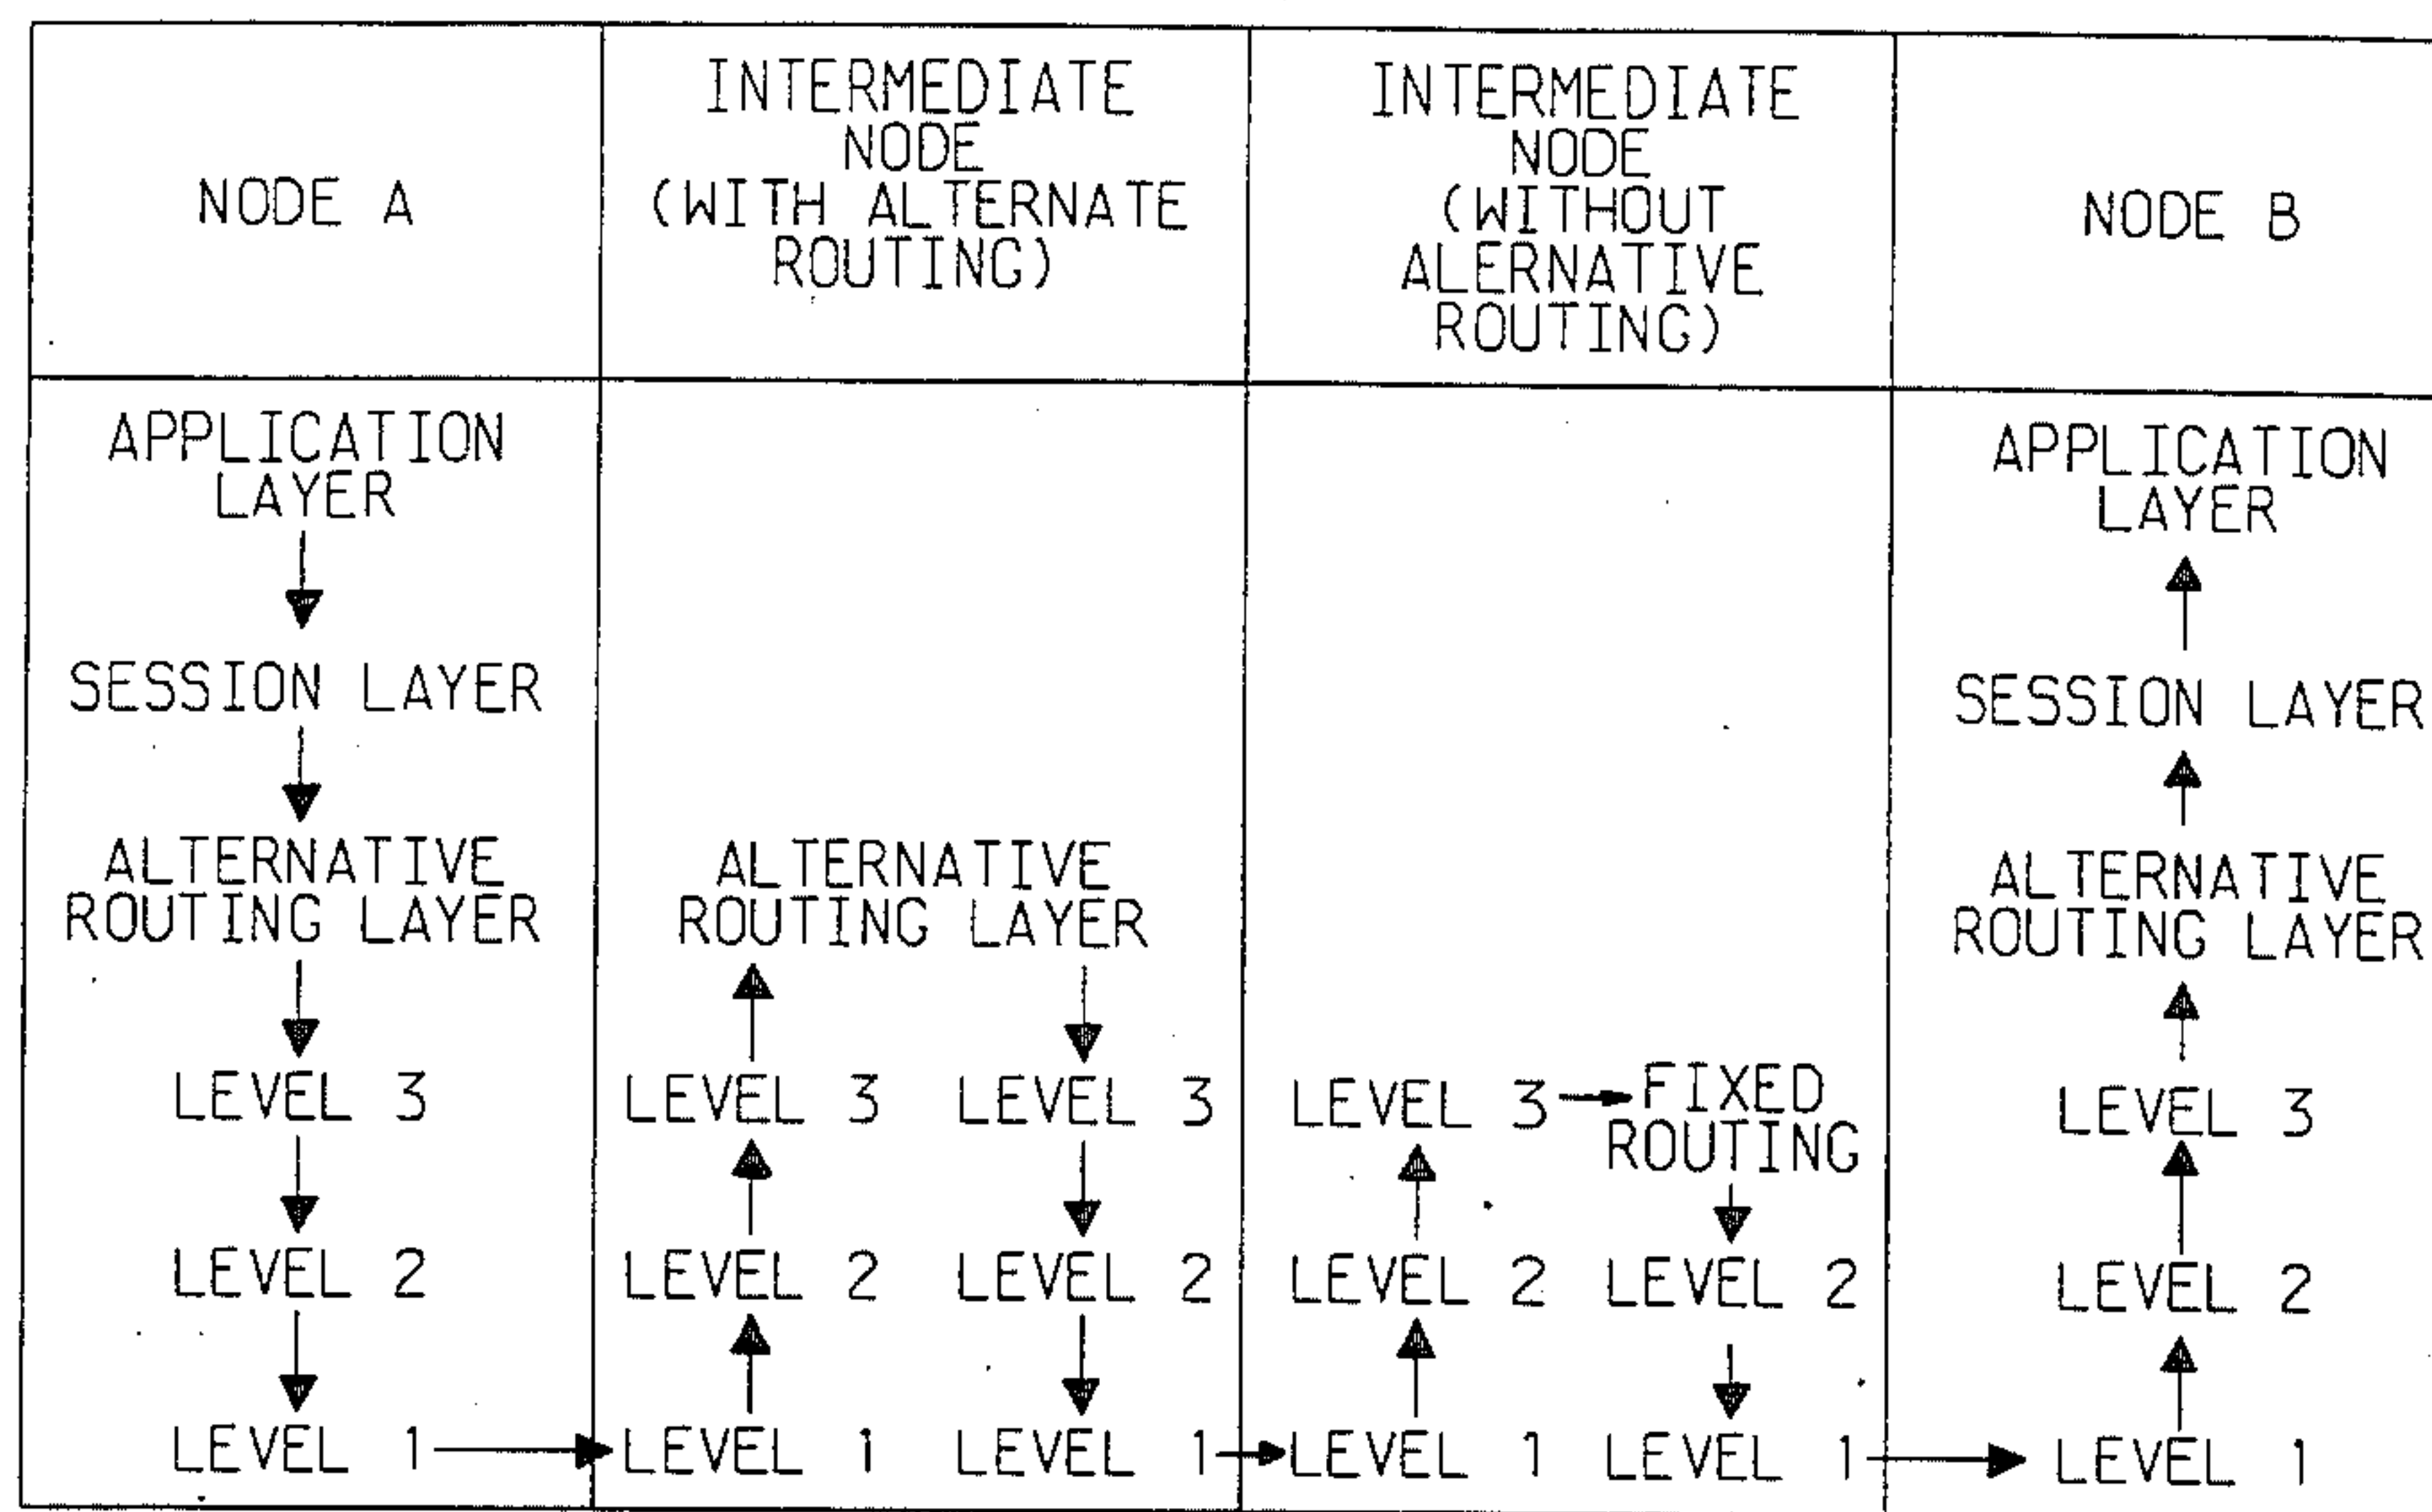 NODE A
INTERMEDIATE
NODE
(WITH ALTERNATE
ROUTING)
INTERMEDIATE
NODE
(WITHOUT
ALERNATIVE
ROUTING)
NODE B
APPLICATION
LAYER
SESSION LAYER
ALTERNATIVE
ROUTING LAYER
LEVEL 3
LEVEL 2
LEVEL 1
ALTERNATIVE
ROUTING LAYER
LEVEL 3 LEVEL 3
LEVEL 2 LEVEL 2
LEVEL 1 LEVEL 1
LEVEL 3 FIXED
ROUTING
LEVEL 2 LEVEL 2
LEVEL 1 LEVEL 1
APPLICATION
LAYER
SESSION LAYER
ALTERNATIVE
ROUTING LAYER
LEVEL 3
LEVEL 2
LEVEL 1